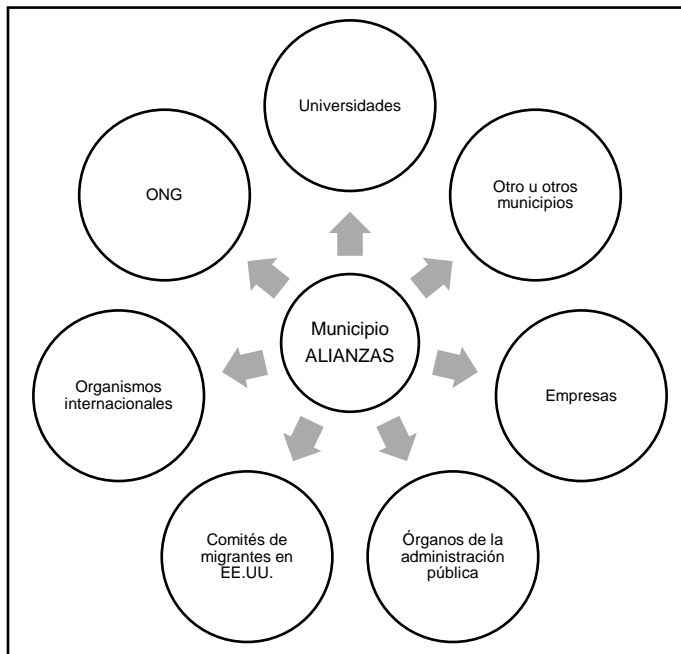 Universidades
Otro u otros
municipios
Empresas
Órganos de la
administración
pública
Comités de
migrantes en
EE.UU.
Organismos
internacionales
ONG
Municipio
ALIANZAS